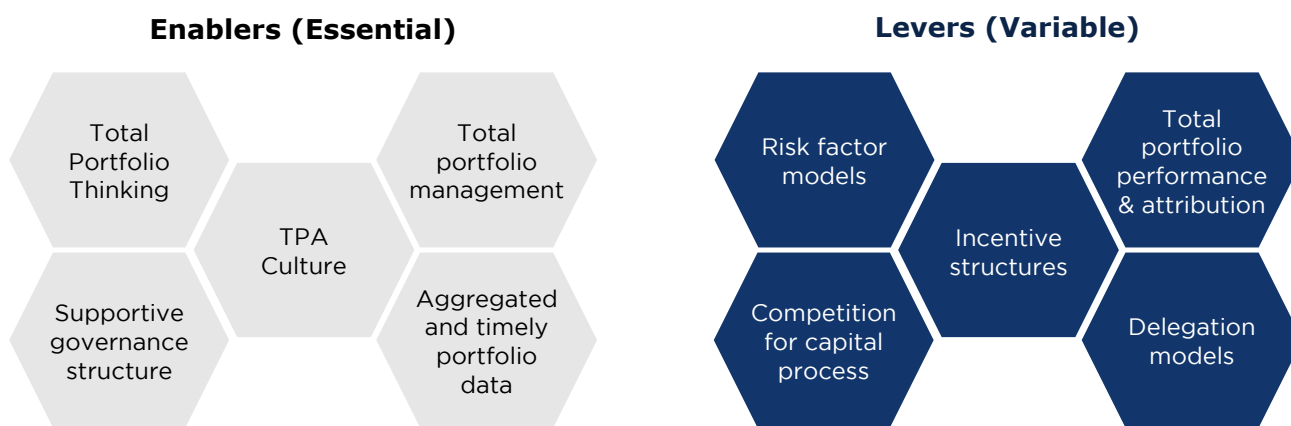 Enablers (Essential)
Total
Portfolio
Thinking
Total
portfolio
management
TPA
Culture
Supportive
governance
structure
Aggregated
and timely
portfolio
data
Levers (Variable)
Risk factor
models
Total
portfolio
performance
& attribution
Incentive
structures
Competition
for capital
process
Delegation
models